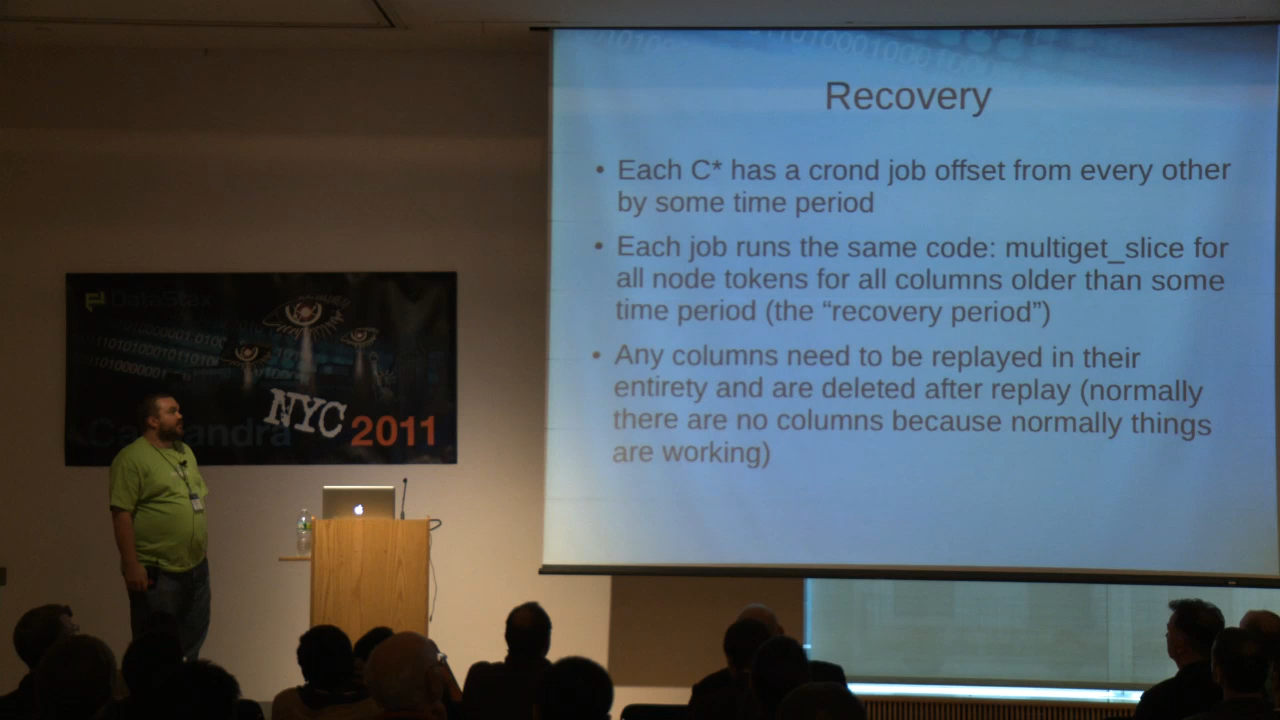 Recovery
• Each C* has a crond job offset from every other
by some time period
• Each job runs the same code: multiget_slice for
all node tokens for all columns older than some
time period (the “recovery period”)
• Any columns need to be replayed in their
entirety and are deleted after replay (normally
there are no columns because normally things
are working)
DataStax
Cassandra
NYC 2011